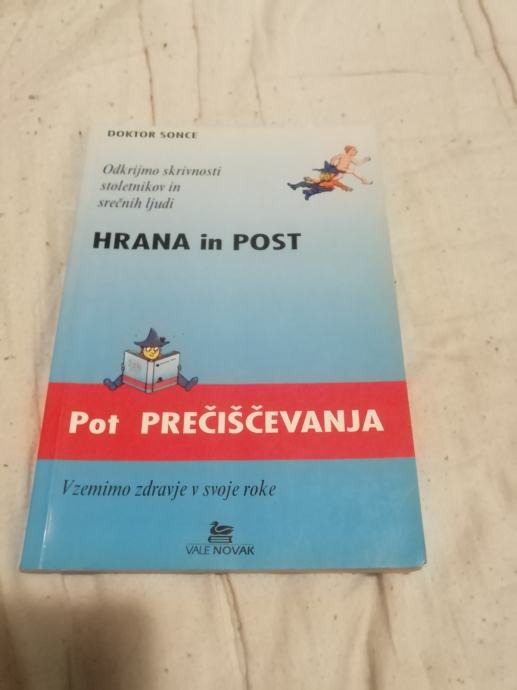 DOKTOR SONCE
Odkrijmo skrivnosti
stoletnikov in
srečnih ljudi
HRANA in POST
Pot PREČIŠČEVANJA
Vzemimo zdravje v svoje roke
VALE NOVAK